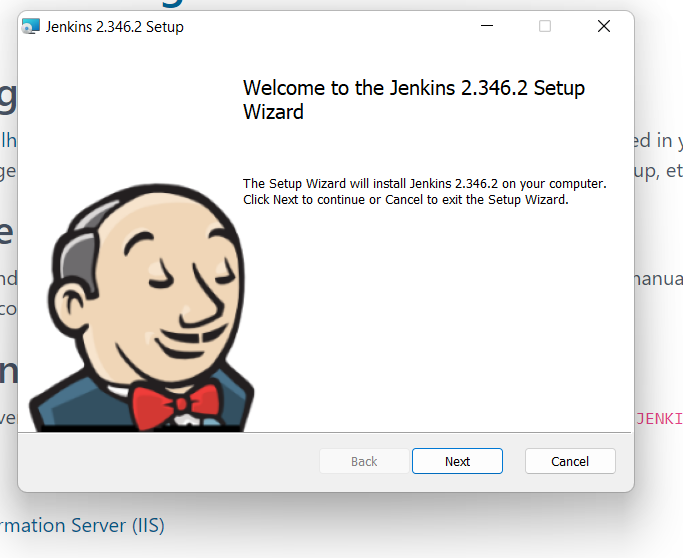 Jenkins 2.346.2 Setup
Welcome to the Jenkins 2.346.2 Setup
Wizard
The Setup Wizard will install Jenkins 2.346.2 on your computer.
Click Next to continue or Cancel to exit the Setup Wizard.
ed in
up, et
JENKI
Back
Next
Cancel
rmation Server (IIS)